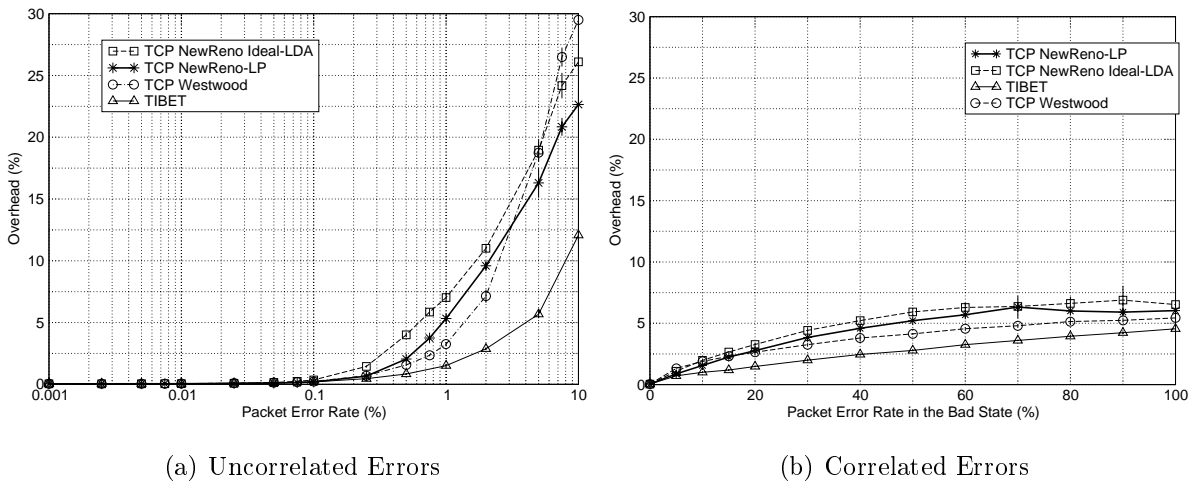 30
25
20
15
10
5
0
Overhead (%)
TCP NewReno Ideal-LDA
TCP NewReno-LP
TCP Westwood
TIBET
0.001 0.01 0.1 1 10
Packet Error Rate (%)
(a) Uncorrelated Errors
30
25
20
15
10
5
0
Overhead (%)
TCP NewReno-LP
TCP NewReno Ideal-LDA
TIBET
TCP Westwood
0 20 40 60 80 100
Packet Error Rate in the Bad State (%)
(b) Correlated Errors